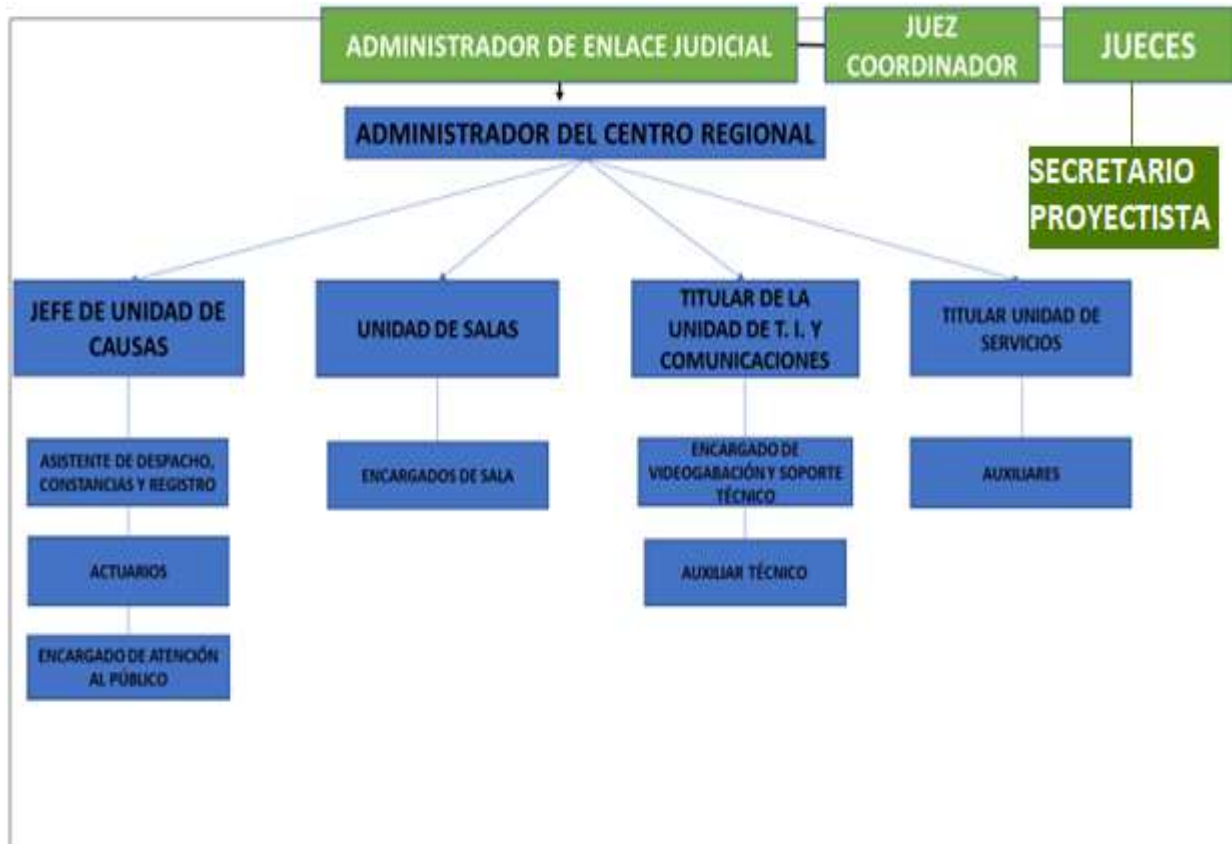 ADMINISTRADOR DE ENLACE JUDICIAL
JUEZ
COORDINADOR
JUECES
ADMINISTRADOR DEL CENTRO REGIONAL
SECRETARIO
PROYECTISTA
JEFE DE UNIDAD DE
CAUSAS
UNIDAD DE SALAS
TITULAR DE LA
UNIDAD DE T. I. Y
COMUNICACIONES
TITULAR UNIDAD DE
SERVICIOS
ASISTENTE DE DESPACHO,
CONSTANCIAS Y REGISTRO
ENCARGADOS DE SALA
ENCARGADO DE
VIDEOGABACIÓN Y SOPORTE
TÉCNICO
AUXILIARES
ACTUARIOS
AUXILIAR TÉCNICO
ENCARGADO DE ATENCIÓN
AL PÚBLICO